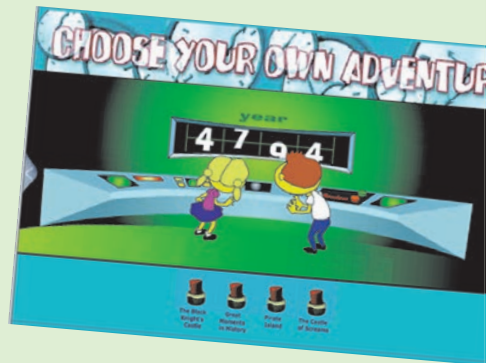 CHOOSE YOUR OWN ADVENTUR
year
4 7 9 4
The Black
Knight's
Castle
Great
Moments
in History
Pirate
Island
The Castle
of Screams